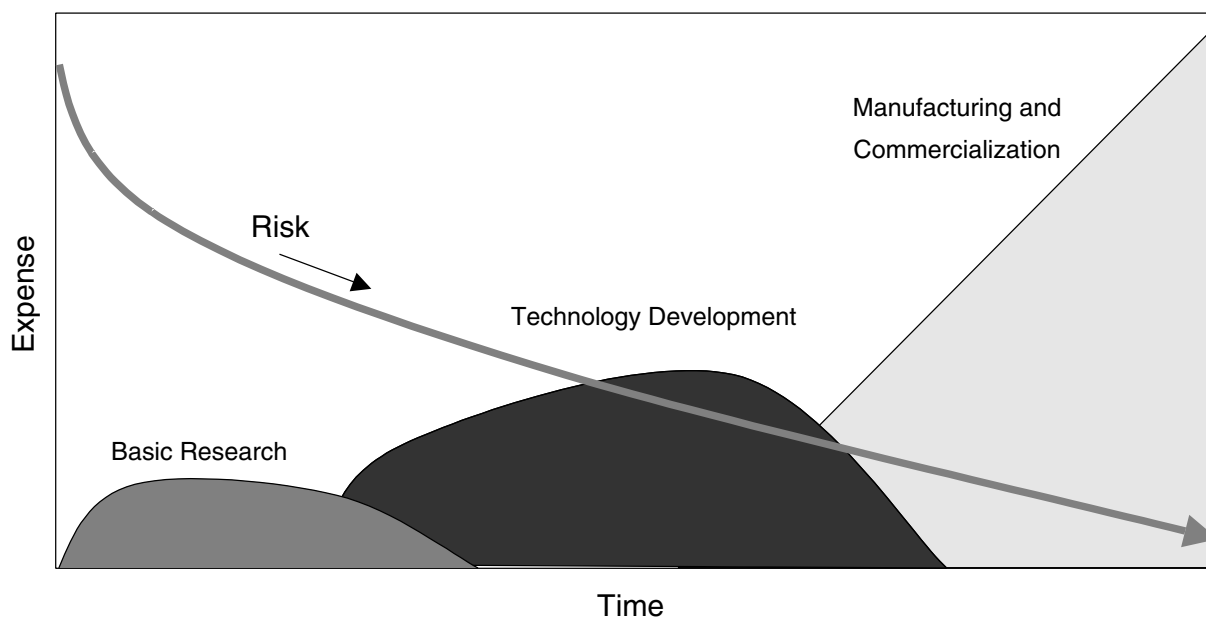 Manufacturing and
Commercialization
Risk
Technology Development
Basic Research
Expense
Time